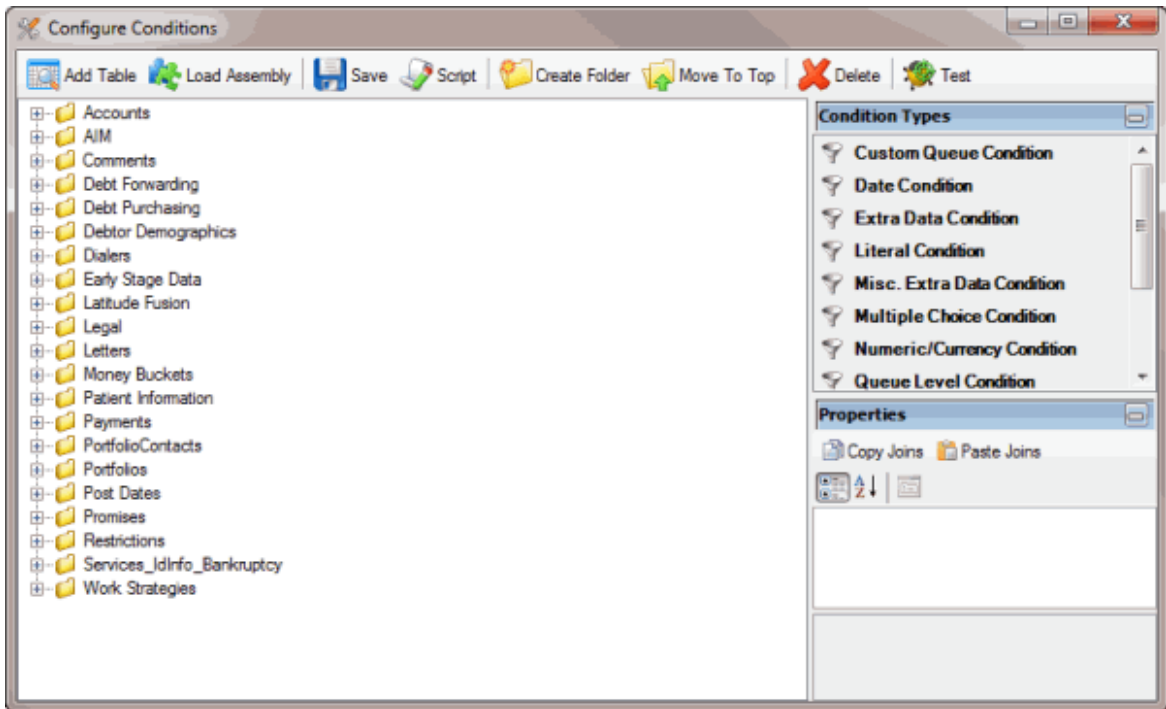 Configure Conditions
Add Table Load Assembly Save Script Create Folder Move To Top Delete Test
Accounts
AIM
Comments
Debt Forwarding
Debt Purchasing
Debtor Demographics
Dialers
Early Stage Data
Latitude Fusion
Legal
Letters
Money Buckets
Patient Information
Payments
PortfolioContacts
Portfolios
Post Dates
Promises
Restrictions
Services_IdInfo_Bankruptcy
Work Strategies
Condition Types
Custom Queue Condition
Date Condition
Extra Data Condition
Literal Condition
Misc. Extra Data Condition
Multiple Choice Condition
Numeric/Currency Condition
Queue Level Condition
Properties
Copy Joins Paste Joins